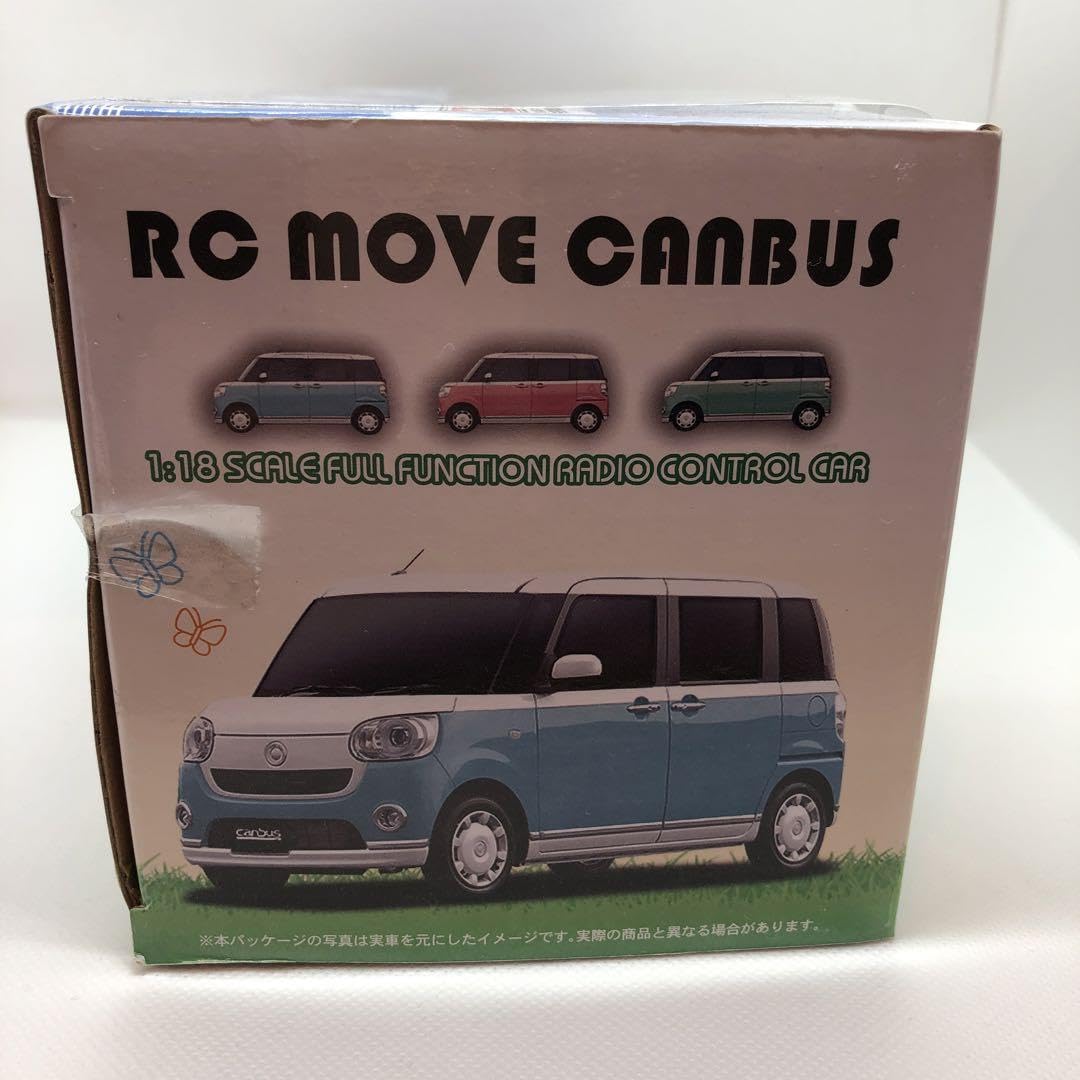 RC MOVE CANBUS
1:18 SCALE FULL FUNCTION RADIO CONTROL CAR
canbus
※本パッケージの写真は実車を元にしたイメージです。実際の商品と異なる場合があります。